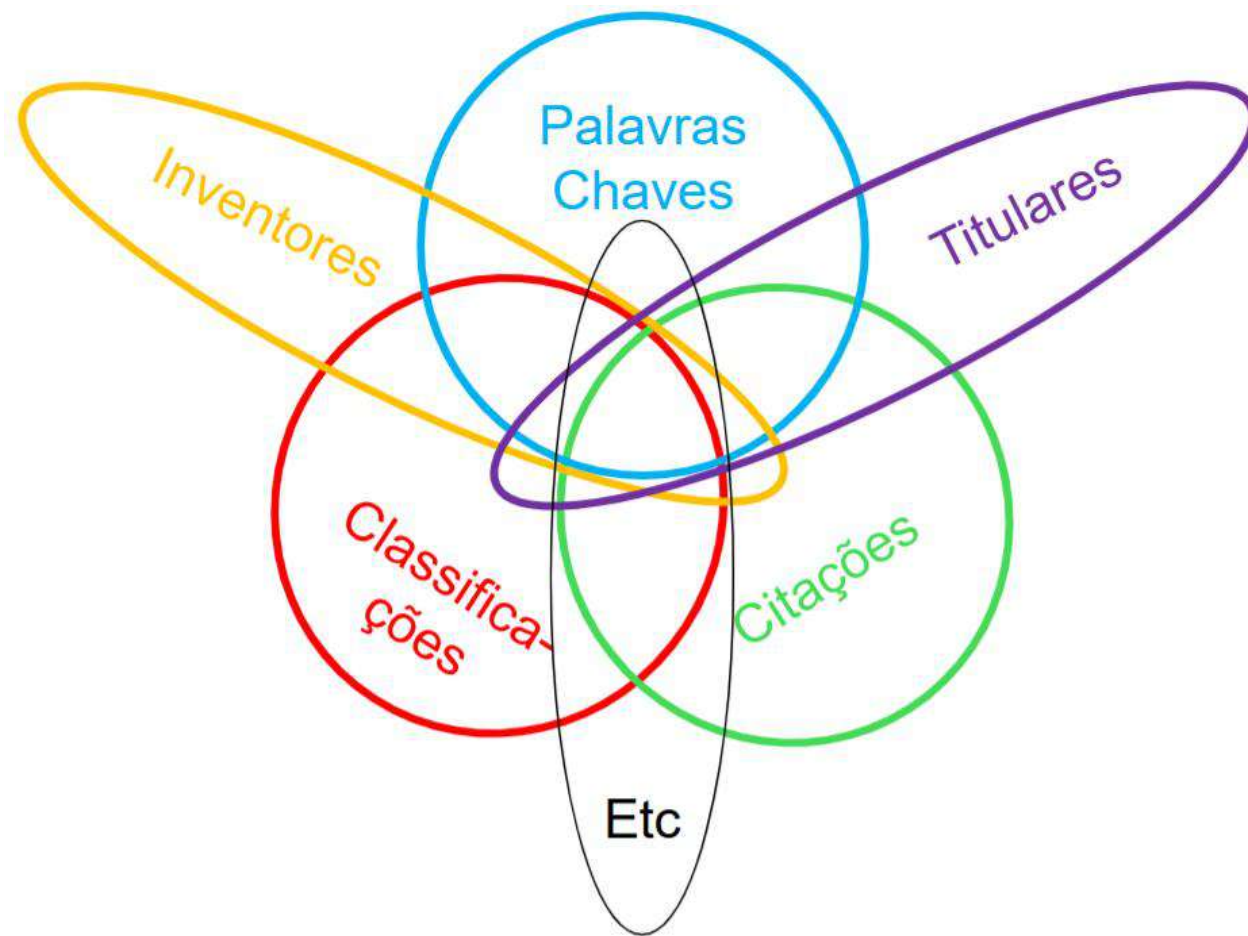 Palavras
Chaves
Inventores
Titulares
Classifica-
ções
Citações
Etc